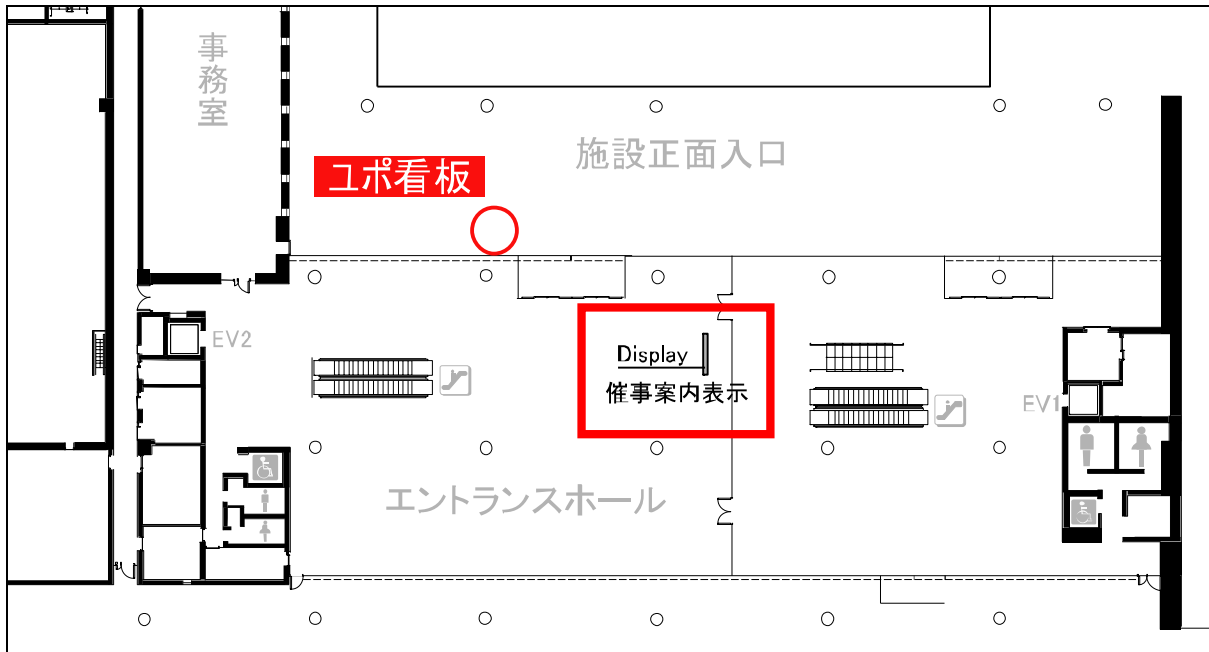 事務室
施設正面入口
ユポ看板
EV2
Display
催事案内表示
EV1
エントランスホール